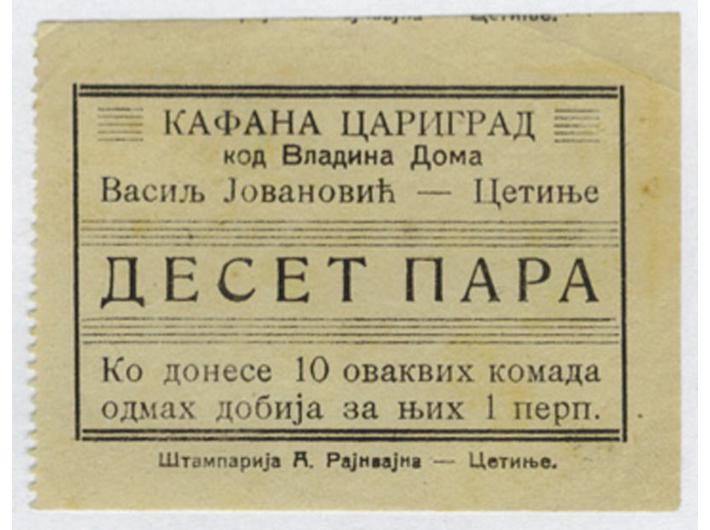 Рајнвајна — Цетиње.
КАФАНА ЦАРИГРАД
код Владина Дома
Васиљ Јовановић — Цетиње
ДЕСЕТ ПАРА
Ко донесе 10 оваквих комада
одмах добија за њих 1 перп.
Штампарија А. Рајнвајна — Цетиње.